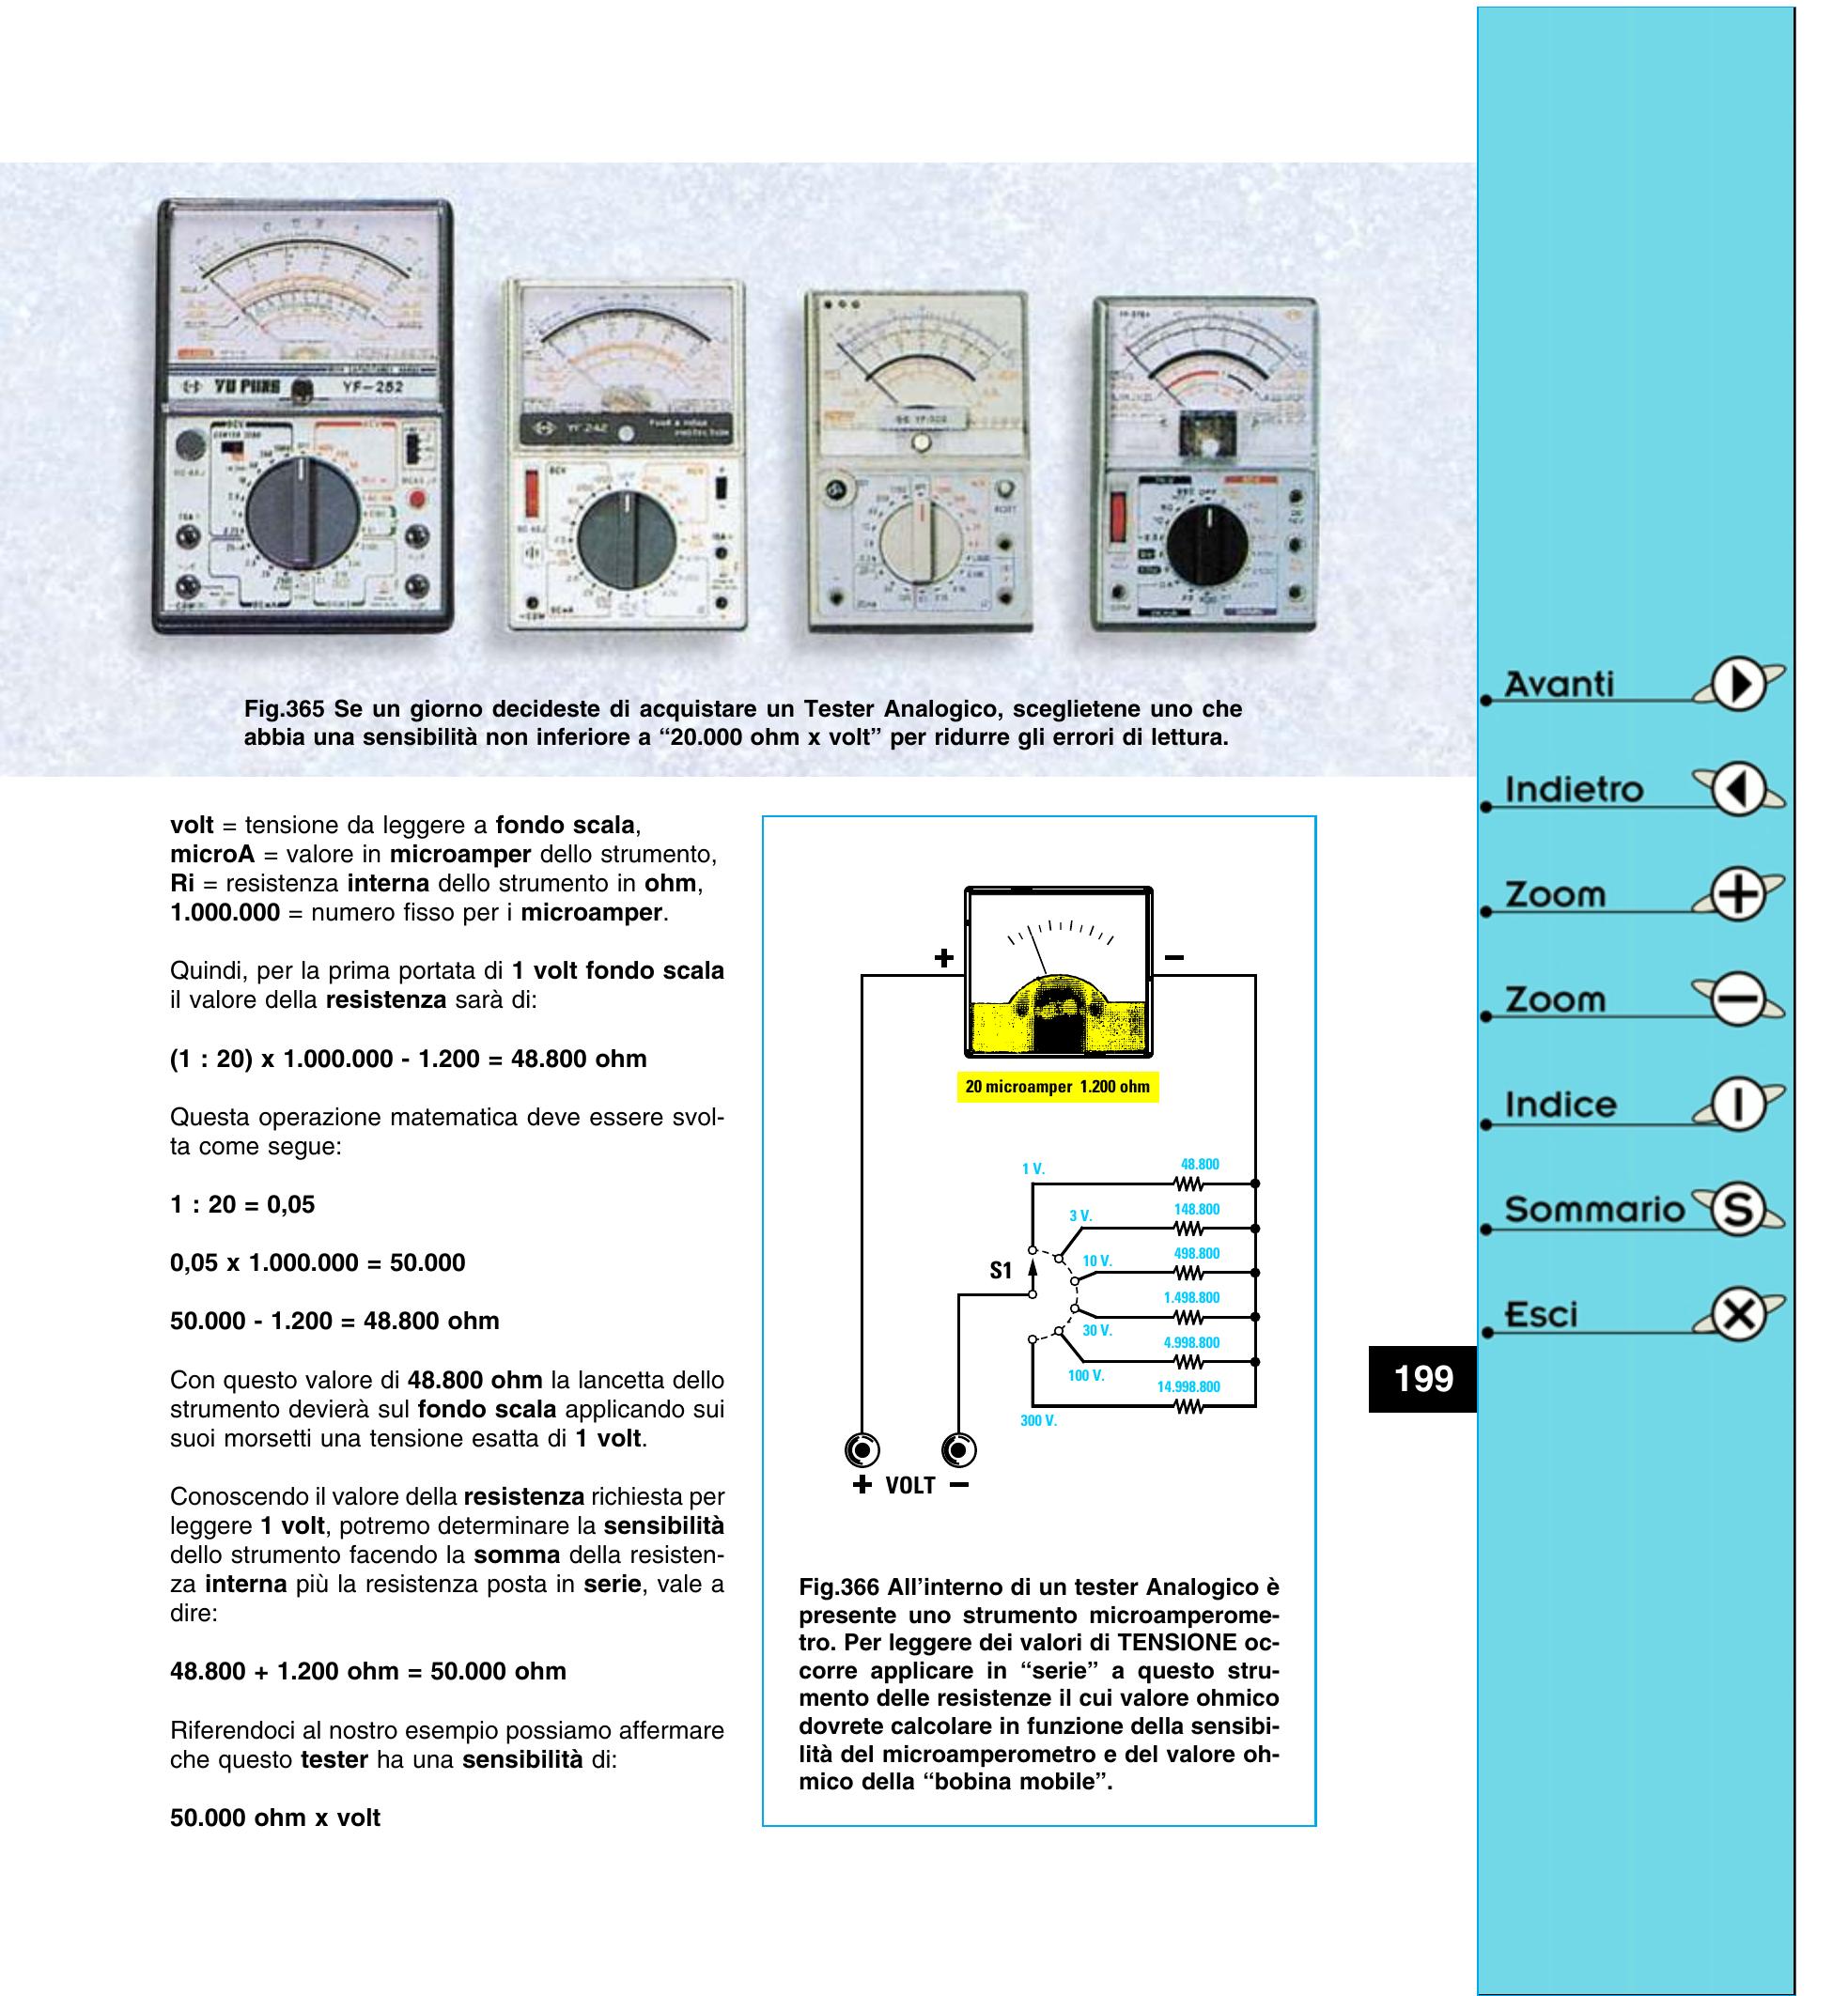 YU FUNG
YF-252
YF 242
Fig.365 Se un giorno decideste di acquistare un Tester Analogico, sceglietene uno che
abbia una sensibilità non inferiore a “20.000 ohm x volt” per ridurre gli errori di lettura.
volt = tensione da leggere a fondo scala,
microA = valore in microamper dello strumento,
Ri = resistenza interna dello strumento in ohm,
1.000.000 = numero fisso per i microamper.
Quindi, per la prima portata di 1 volt fondo scala
il valore della resistenza sarà di:
(1 : 20) x 1.000.000 - 1.200 = 48.800 ohm
Questa operazione matematica deve essere svol-
ta come segue:
1 : 20 = 0,05
0,05 x 1.000.000 = 50.000
50.000 - 1.200 = 48.800 ohm
Con questo valore di 48.800 ohm la lancetta dello
strumento devierà sul fondo scala applicando sui
suoi morsetti una tensione esatta di 1 volt.
Conoscendo il valore della resistenza richiesta per
leggere 1 volt, potremo determinare la sensibilità
dello strumento facendo la somma della resisten-
za interna più la resistenza posta in serie, vale a
dire:
48.800 + 1.200 ohm = 50.000 ohm
Riferendoci al nostro esempio possiamo affermare
che questo tester ha una sensibilità di:
50.000 ohm x volt
+ −
20 microamper 1.200 ohm
1 V. 48.800
3 V. 148.800
10 V. 498.800
S1
1.498.800
30 V.
4.998.800
100 V.
14.998.800
300 V.
+ VOLT −
Fig.366 All’interno di un tester Analogico è
presente uno strumento microamperome-
tro. Per leggere dei valori di TENSIONE oc-
corre applicare in “serie” a questo stru-
mento delle resistenze il cui valore ohmico
dovrete calcolare in funzione della sensibi-
lità del microamperometro e del valore oh-
mico della “bobina mobile”.
199
Avanti
Indietro
Zoom +
Zoom −
Indice I
Sommario S
Esci X